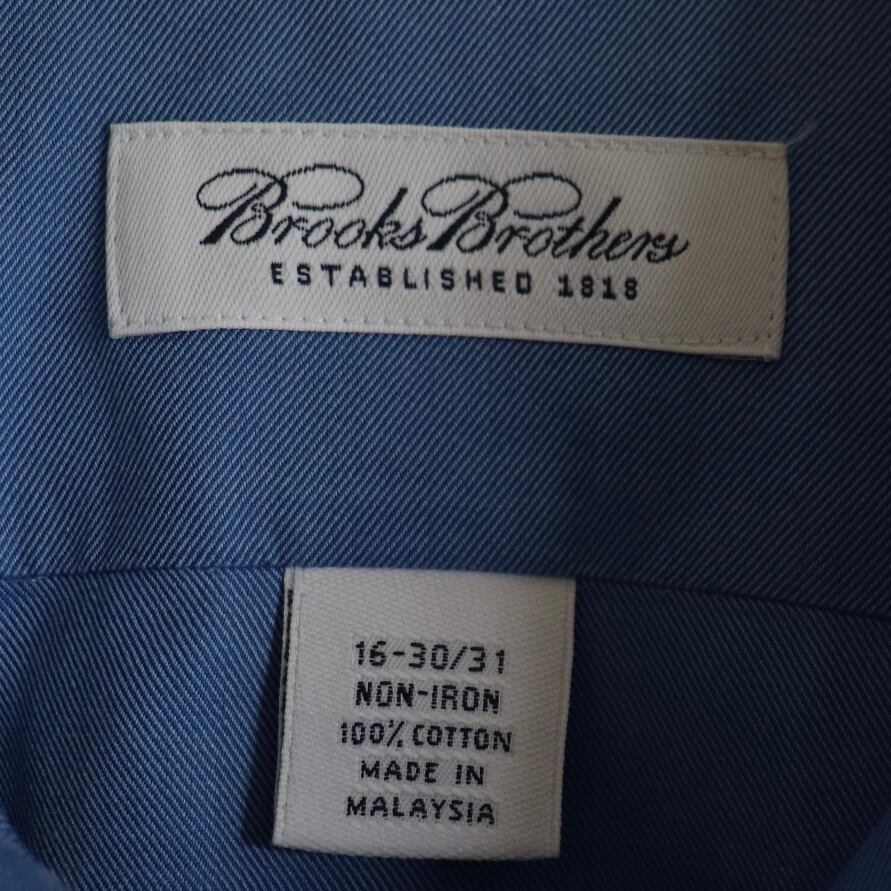 Brooks Brothers
ESTABLISHED 1818
16-30/31
NON-IRON
100% COTTON
MADE IN
MALAYSIA